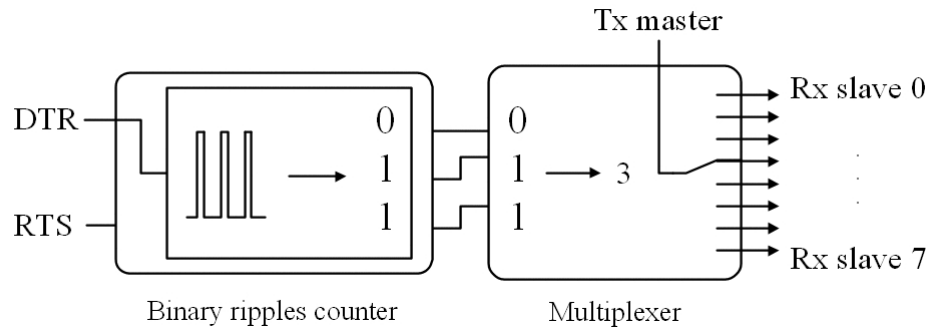 Tx master
DTR
RTS
0
1
1
0
1
1
3
Rx slave 0
Rx slave 7
Binary ripples counter
Multiplexer